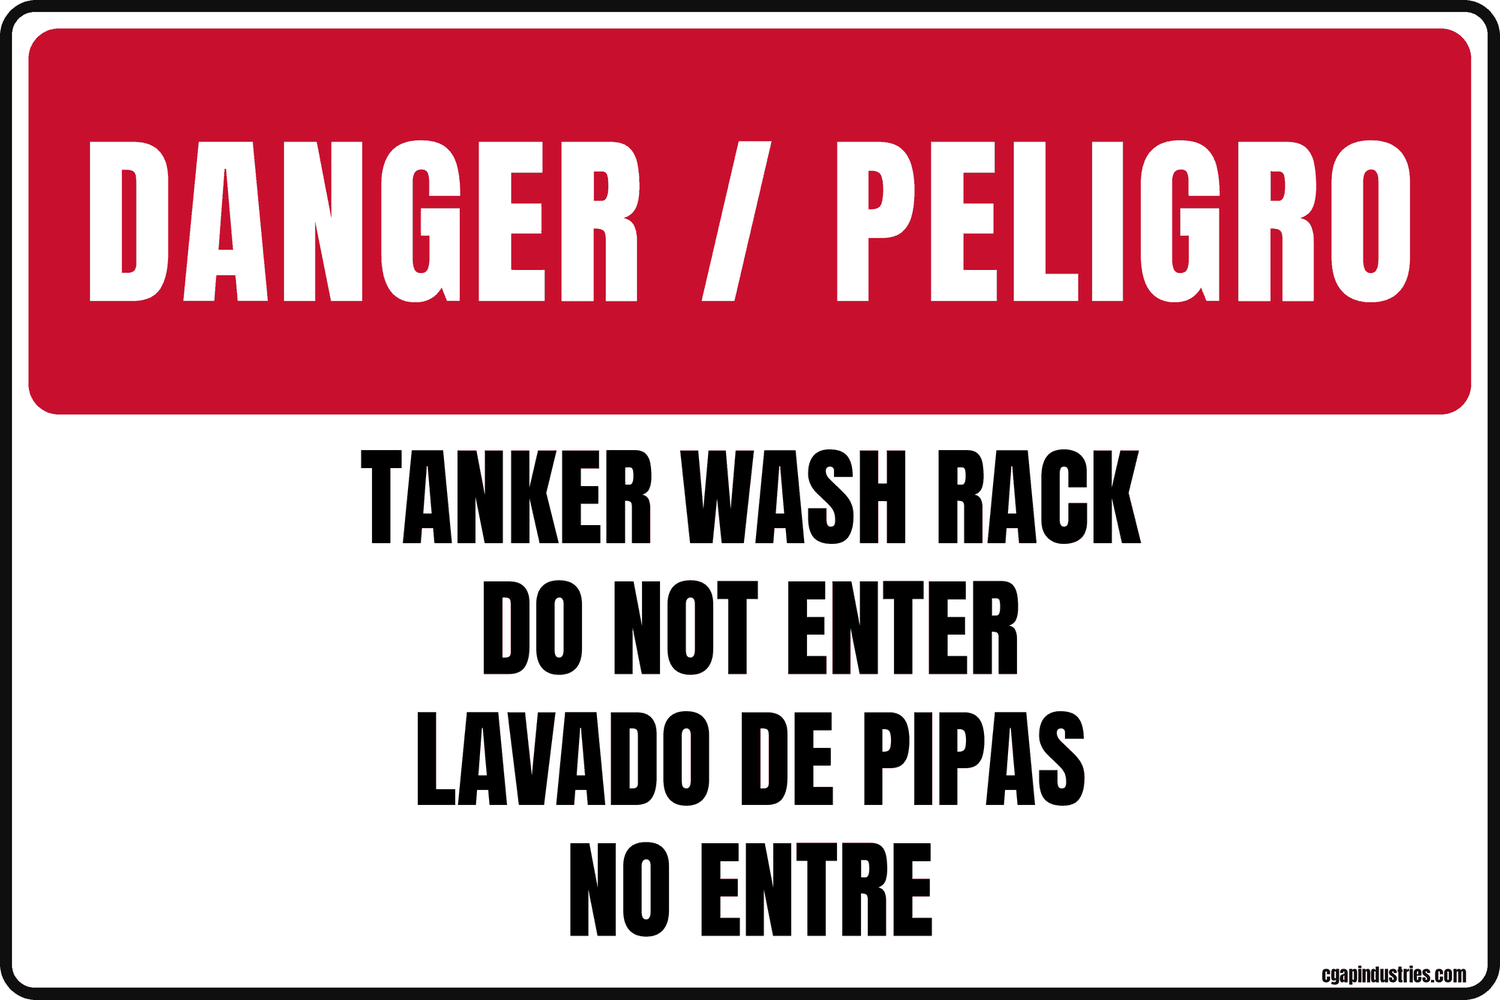 DANGER / PELIGRO
TANKER WASH RACK
DO NOT ENTER
LAVADO DE PIPAS
NO ENTRE
cgapindustries.com